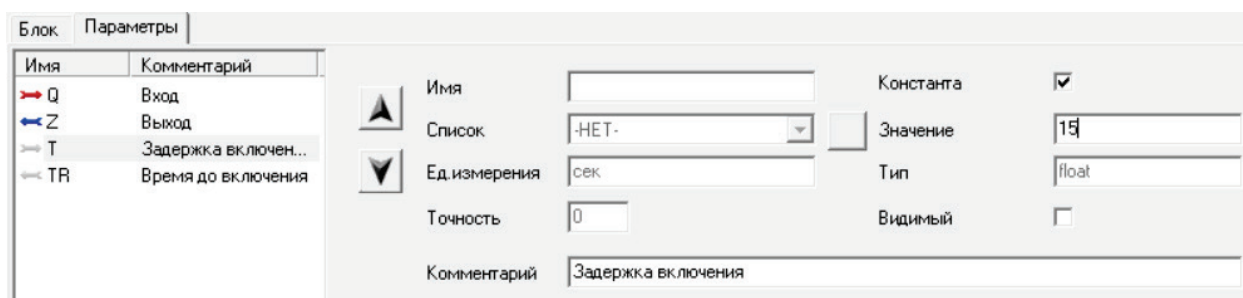 Блок Параметры
Имя Комментарий
Q Вход
Z Выход
T Задержка включен...
TR Время до включения
Имя
Константа
Список -НЕТ-
Значение 15
Ед.измерения сек
Тип float
Точность 0
Видимый
Комментарий Задержка включения